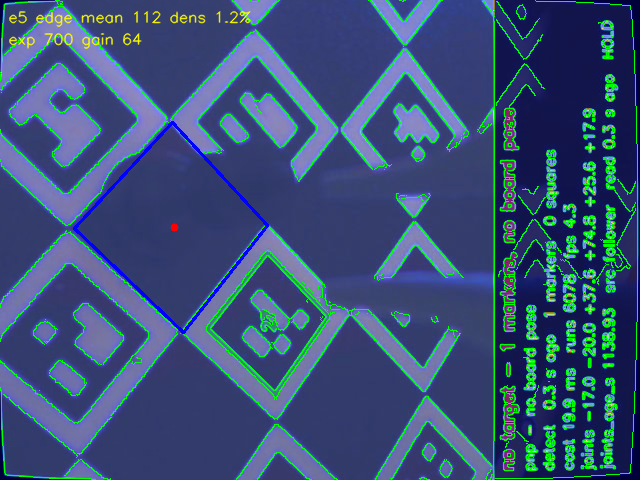 e5 edge mean 112 dens 1.2%
exp 700 gain 64
no target - 1 markers, no board pose
pnp - no board pose
detect  0.3 s ago  1 markers  0 squares
cost 19.9 ms  runs 6078  fps 4.3
joints -17.0 -20.0 +37.6 +74.8 +25.6 +17.9
joints_age_s 1138.93  src follower  read 0.3 s ago  HOLD